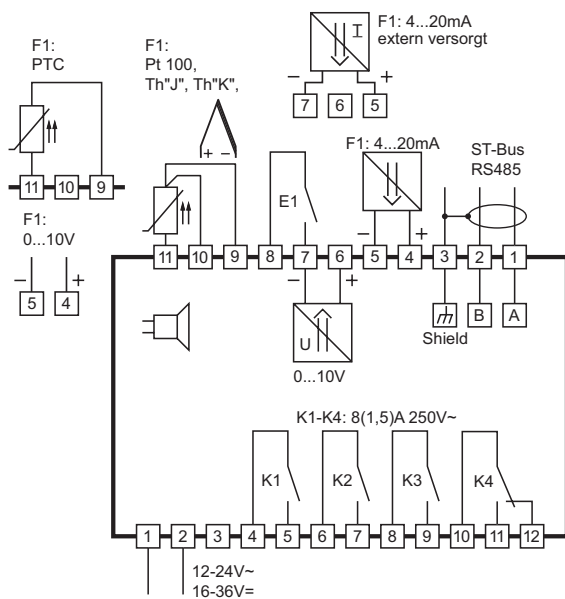 F1:
PTC
11 10 9
F1:
0...10V
− +
5 4
F1:
Pt 100,
Th"J", Th"K",
+ −
F1: 4...20mA
extern versorgt
I
− +
7 6 5
F1: 4...20mA
− +
ST-Bus
RS485
E1
11 10 9 8 7 6 5 4 3 2 1
− +
U
0...10V
B A
Shield
K1-K4: 8(1,5)A 250V~
K1 K2 K3 K4
1 2 3 4 5 6 7 8 9 10 11 12
12-24V~
16-36V=